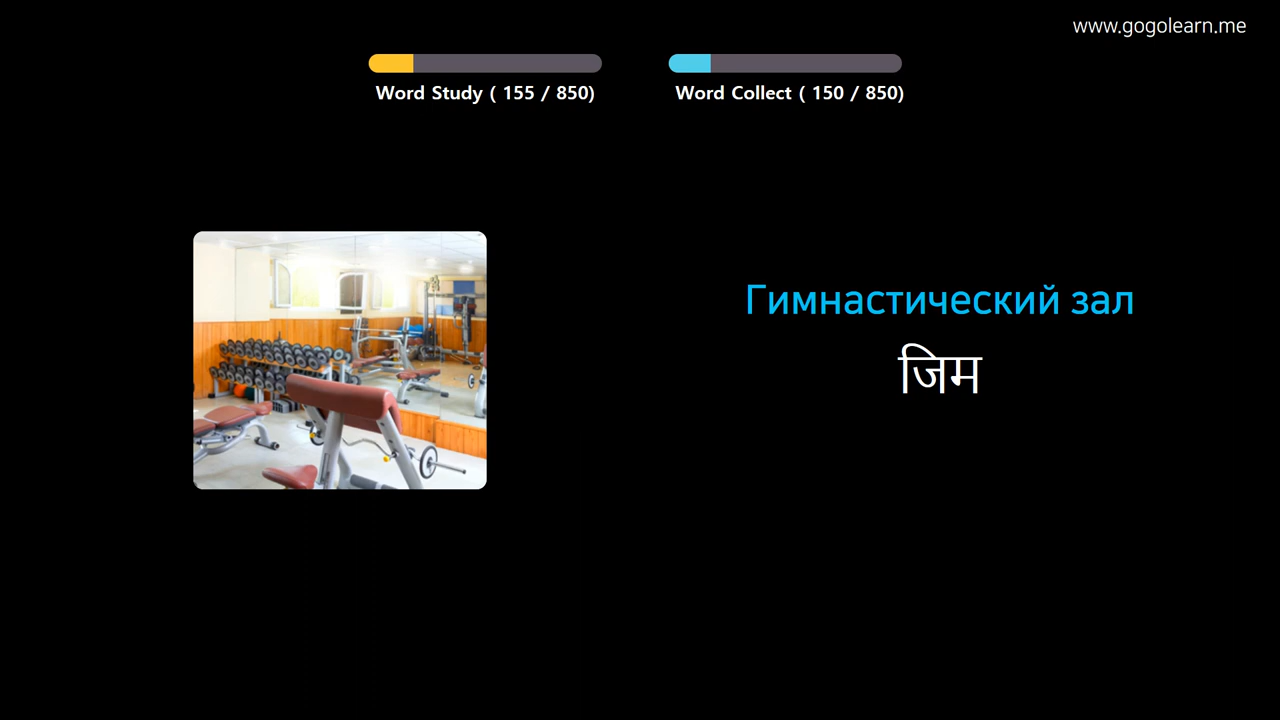 www.gogolearn.me
Word Study ( 155 / 850)
Word Collect ( 150 / 850)
Гимнастический зал
जिम